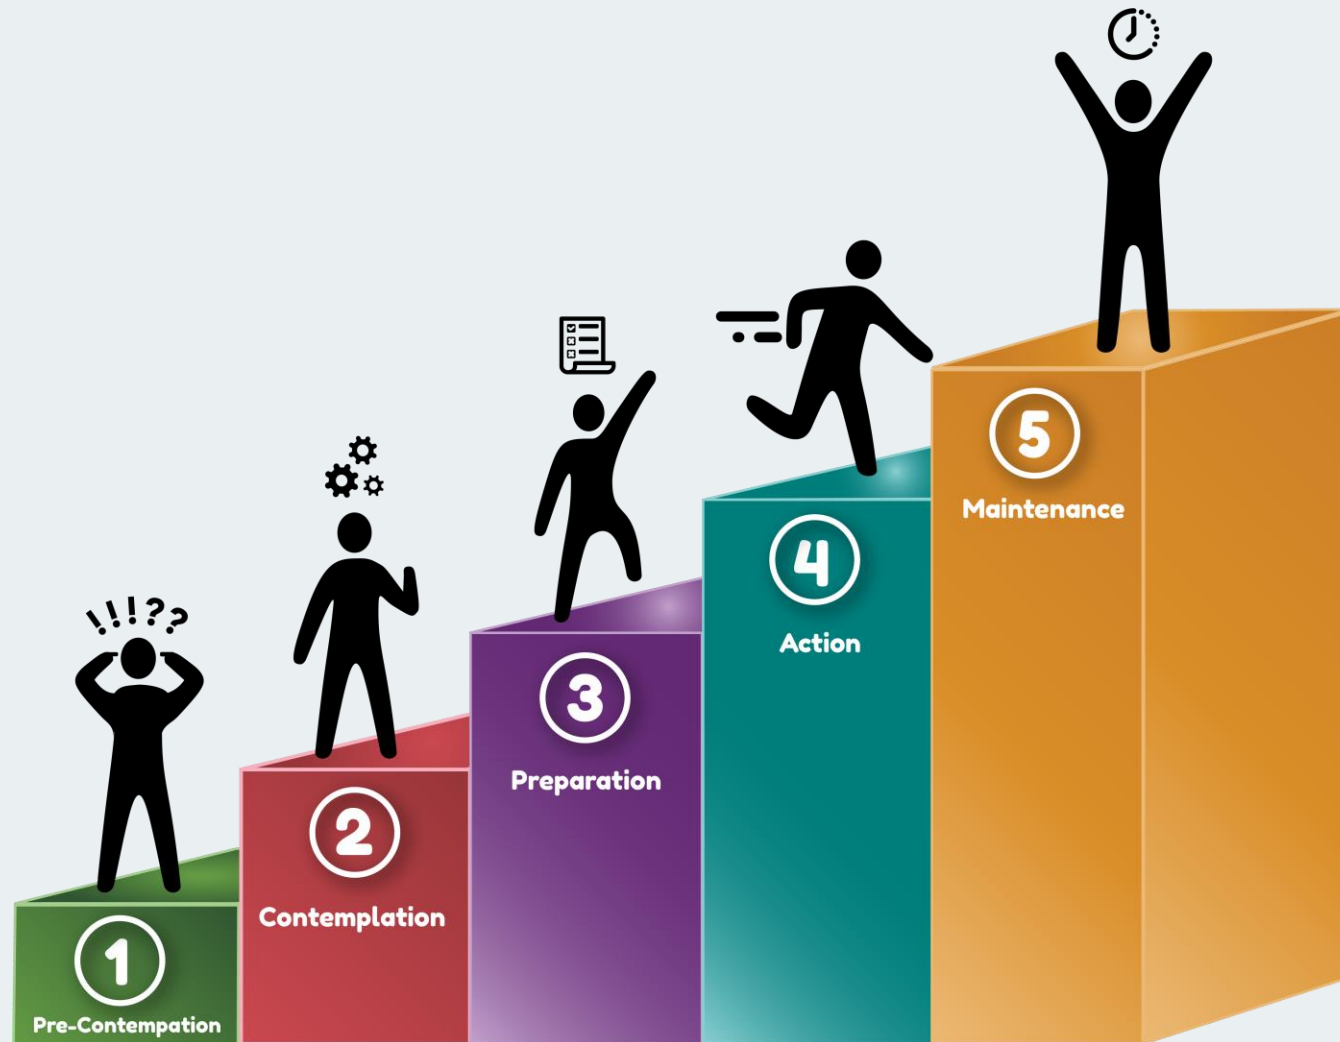 !!!??
1
Pre-Contempation
2
Contemplation
3
Preparation
4
Action
5
Maintenance